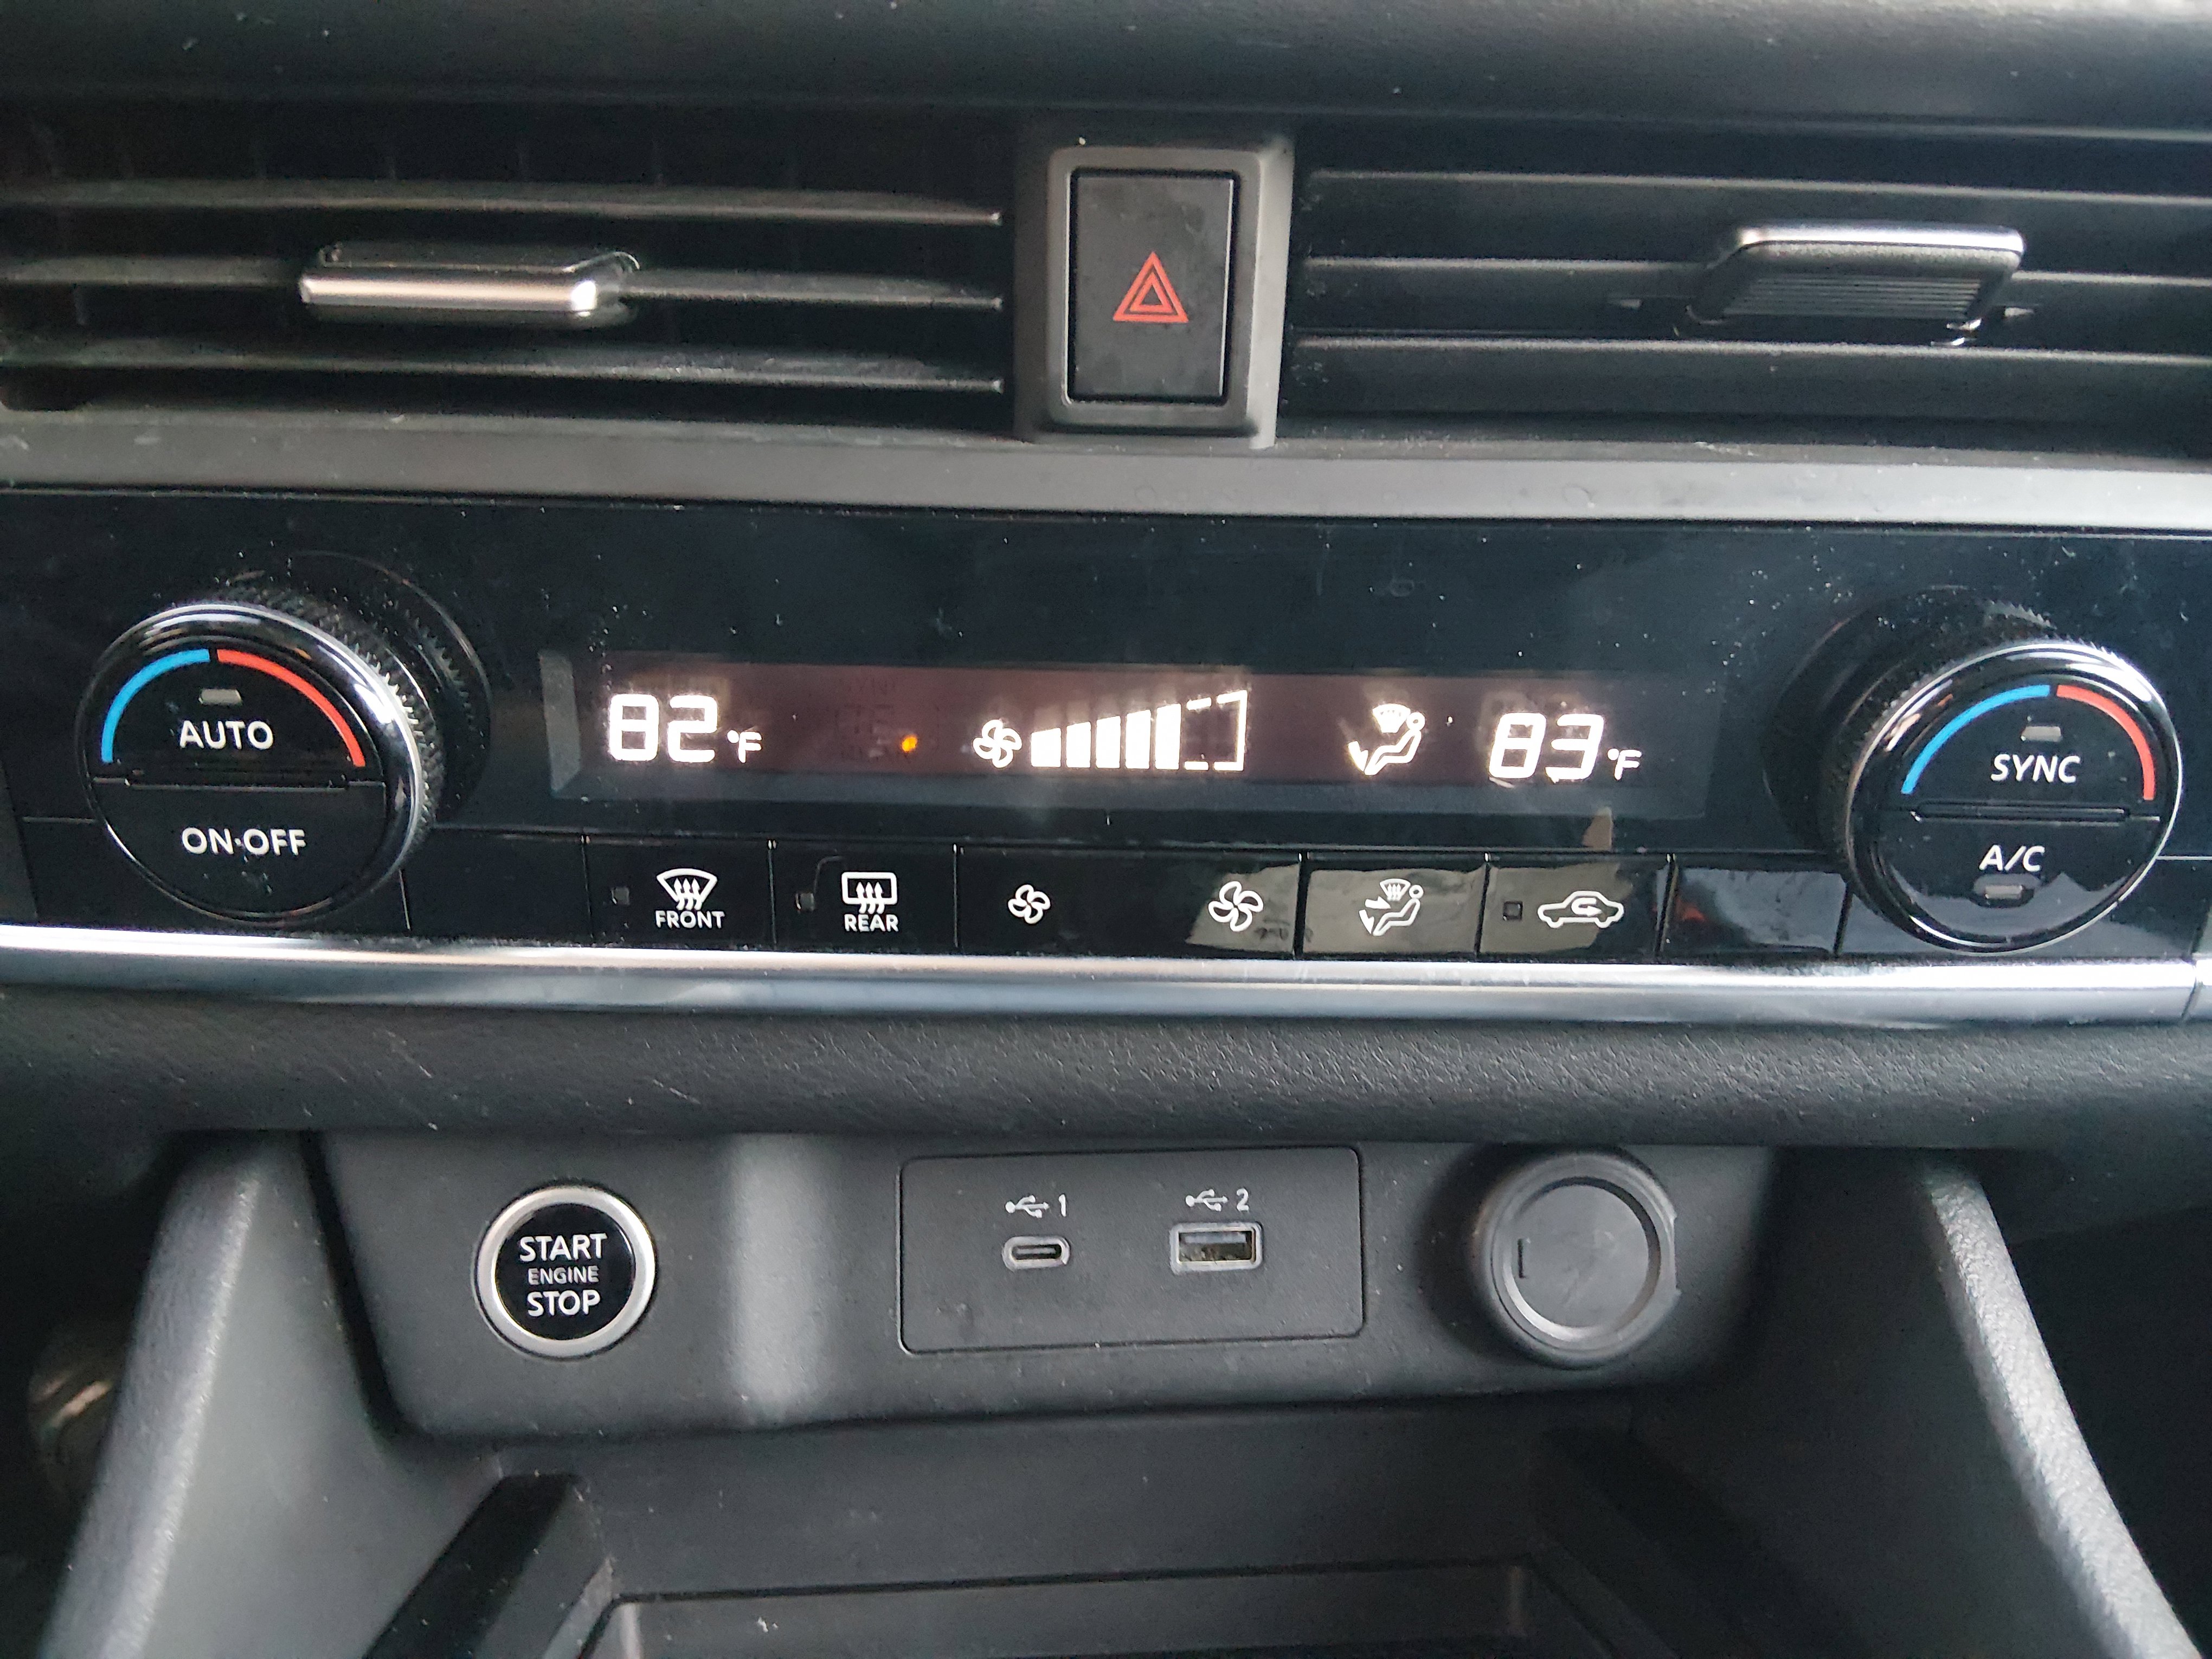 82°F
83°F
AUTO
ON·OFF
SYNC
A/C
FRONT
REAR
1
2
START
ENGINE
STOP